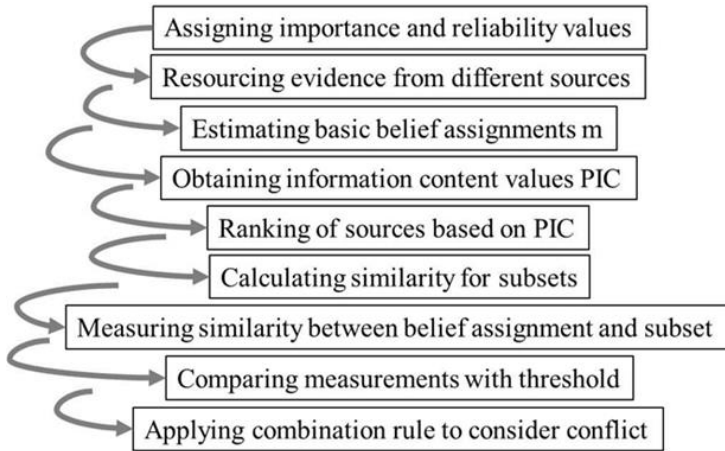 Assigning importance and reliability values
Resourcing evidence from different sources
Estimating basic belief assignments m
Obtaining information content values PIC
Ranking of sources based on PIC
Calculating similarity for subsets
Measuring similarity between belief assignment and subset
Comparing measurements with threshold
Applying combination rule to consider conflict